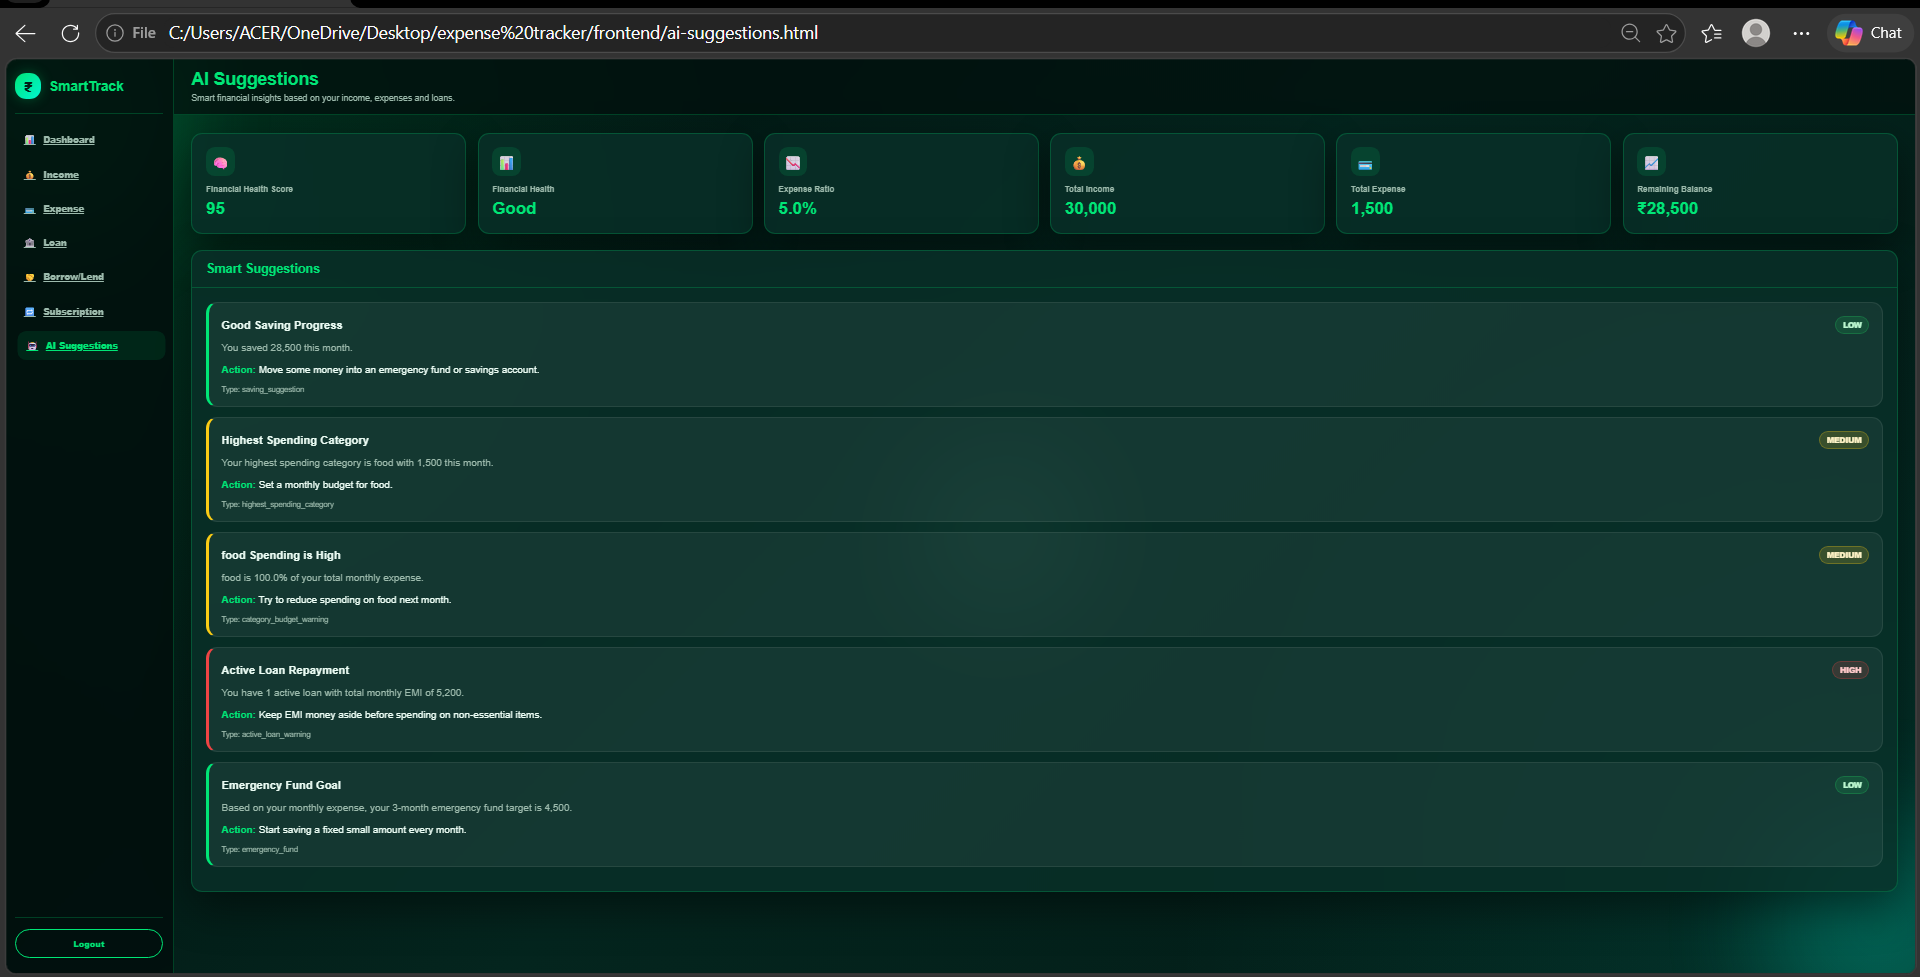 File C:/Users/ACER/OneDrive/Desktop/expense%20tracker/frontend/ai-suggestions.html
Chat
₹ SmartTrack
Dashboard
Income
Expense
Loan
Borrow/Lend
Subscription
AI Suggestions
Logout
AI Suggestions
Smart financial insights based on your income, expenses and loans.
Financial Health Score
95
Financial Health
Good
Expense Ratio
5.0%
Total Income
30,000
Total Expense
1,500
Remaining Balance
₹28,500
Smart Suggestions
Good Saving Progress
LOW
You saved 28,500 this month.
Action: Move some money into an emergency fund or savings account.
Type: saving_suggestion
Highest Spending Category
MEDIUM
Your highest spending category is food with 1,500 this month.
Action: Set a monthly budget for food.
Type: highest_spending_category
food Spending is High
MEDIUM
food is 100.0% of your total monthly expense.
Action: Try to reduce spending on food next month.
Type: category_budget_warning
Active Loan Repayment
HIGH
You have 1 active loan with total monthly EMI of 5,200.
Action: Keep EMI money aside before spending on non-essential items.
Type: active_loan_warning
Emergency Fund Goal
LOW
Based on your monthly expense, your 3-month emergency fund target is 4,500.
Action: Start saving a fixed small amount every month.
Type: emergency_fund